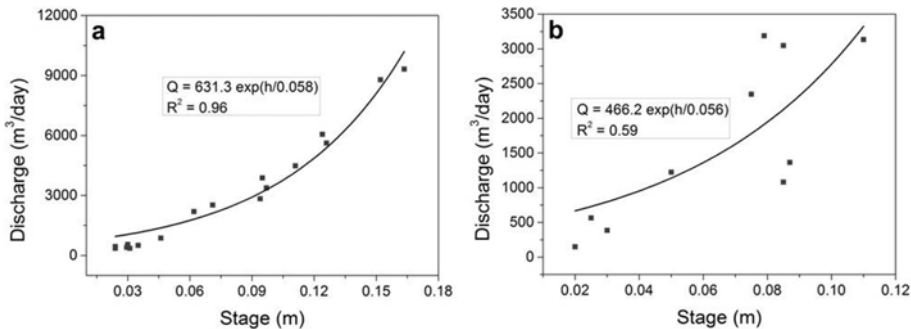 a
Q = 631.3 exp(h/0.058)
R² = 0.96
Discharge (m³/day)
12000
9000
6000
3000
0
0.03 0.06 0.09 0.12 0.15 0.18
Stage (m)
b
Q = 466.2 exp(h/0.056)
R² = 0.59
Discharge (m³/day)
3500
3000
2500
2000
1500
1000
500
0
0.02 0.04 0.06 0.08 0.10 0.12
Stage (m)